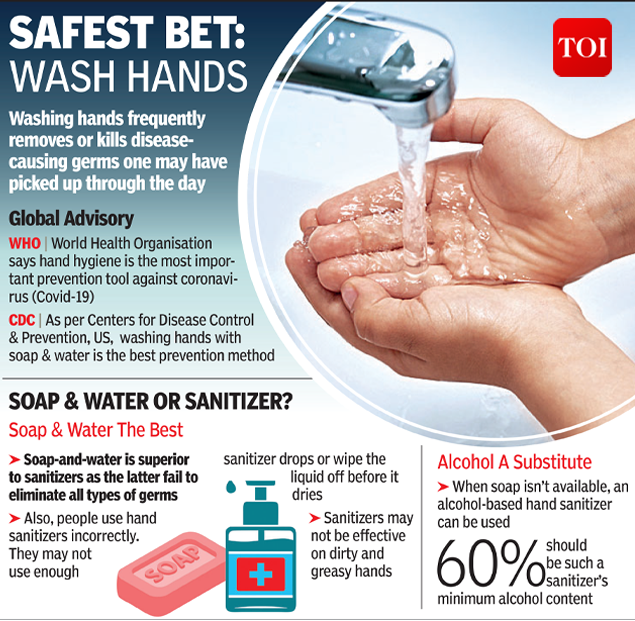 SAFEST BET:
WASH HANDS
TOI
Washing hands frequently
removes or kills disease-
causing germs one may have
picked up through the day
Global Advisory
WHO | World Health Organisation
says hand hygiene is the most impor-
tant prevention tool against coronavi-
rus (Covid-19)
CDC | As per Centers for Disease Control
& Prevention, US, washing hands with
soap & water is the best prevention method
SOAP & WATER OR SANITIZER?
Soap & Water The Best
➤ Soap-and-water is superior
to sanitizers as the latter fail to
eliminate all types of germs
➤ Also, people use hand
sanitizers incorrectly.
They may not
use enough
SOAP
sanitizer drops or wipe the
liquid off before it
dries
➤ Sanitizers may
not be effective
on dirty and
greasy hands
Alcohol A Substitute
➤ When soap isn't available, an
alcohol-based hand sanitizer
can be used
60% should
be such a
sanitizer's
minimum alcohol content